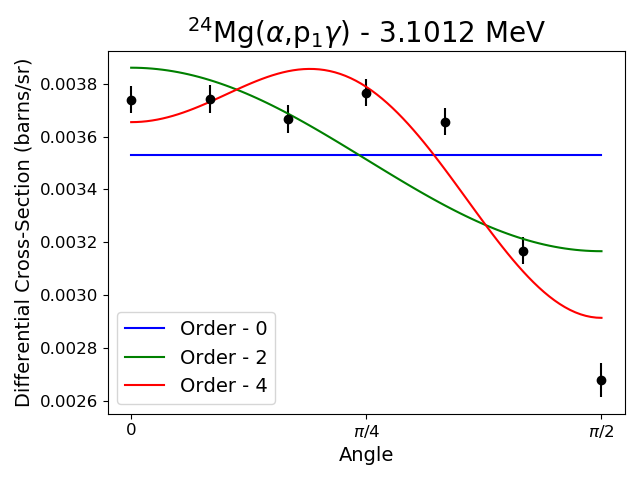 ²⁴Mg(α,p₁γ) - 3.1012 MeV
Differential Cross-Section (barns/sr)
0.0038
0.0036
0.0034
0.0032
0.0030
0.0028
0.0026
Order - 0
Order - 2
Order - 4
0
π/4
π/2
Angle